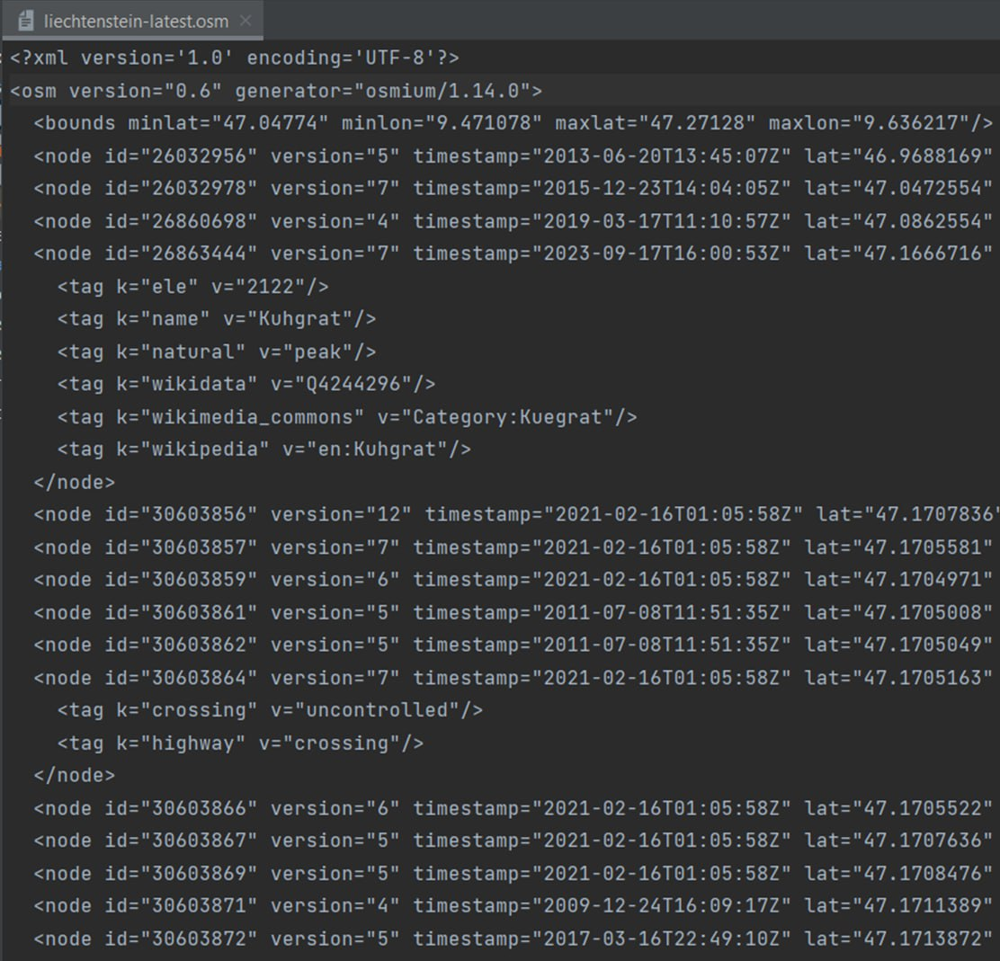 liechtenstein-latest.osm
<?xml version='1.0' encoding='UTF-8'?>
<osm version="0.6" generator="osmium/1.14.0">
<bounds minlat="47.04774" minlon="9.471078" maxlat="47.27128" maxlon="9.636217"/>
<node id="26032956" version="5" timestamp="2013-06-20T13:45:07Z" lat="46.9688169"
<node id="26032978" version="7" timestamp="2015-12-23T14:04:05Z" lat="47.0472554"
<node id="26860698" version="4" timestamp="2019-03-17T11:10:57Z" lat="47.0862554"
<node id="26863444" version="7" timestamp="2023-09-17T16:00:53Z" lat="47.1666716"
<tag k="ele" v="2122"/>
<tag k="name" v="Kuhgrat"/>
<tag k="natural" v="peak"/>
<tag k="wikidata" v="Q4244296"/>
<tag k="wikimedia_commons" v="Category:Kuegrat"/>
<tag k="wikipedia" v="en:Kuhgrat"/>
</node>
<node id="30603856" version="12" timestamp="2021-02-16T01:05:58Z" lat="47.1707836"
<node id="30603857" version="7" timestamp="2021-02-16T01:05:58Z" lat="47.1705581"
<node id="30603859" version="6" timestamp="2021-02-16T01:05:58Z" lat="47.1704971"
<node id="30603861" version="5" timestamp="2011-07-08T11:51:35Z" lat="47.1705008"
<node id="30603862" version="5" timestamp="2011-07-08T11:51:35Z" lat="47.1705049"
<node id="30603864" version="7" timestamp="2021-02-16T01:05:58Z" lat="47.1705163"
<tag k="crossing" v="uncontrolled"/>
<tag k="highway" v="crossing"/>
</node>
<node id="30603866" version="6" timestamp="2021-02-16T01:05:58Z" lat="47.1705522"
<node id="30603867" version="5" timestamp="2021-02-16T01:05:58Z" lat="47.1707636"
<node id="30603869" version="5" timestamp="2021-02-16T01:05:58Z" lat="47.1708476"
<node id="30603871" version="4" timestamp="2009-12-24T16:09:17Z" lat="47.1711389"
<node id="30603872" version="5" timestamp="2017-03-16T22:49:10Z" lat="47.1713872"